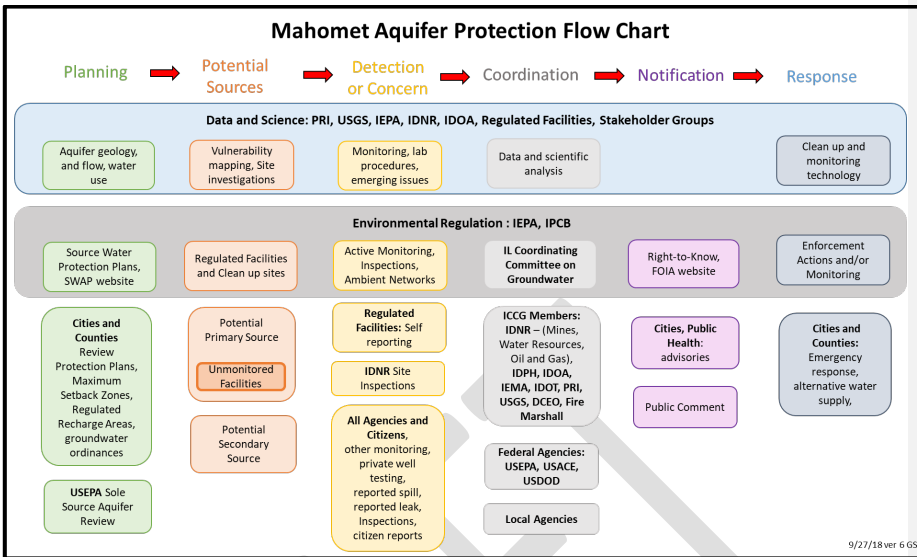 Mahomet Aquifer Protection Flow Chart
Planning
Potential
Sources
Detection
or Concern
Coordination
Notification
Response
Data and Science: PRI, USGS, IEPA, IDNR, IDOA, Regulated Facilities, Stakeholder Groups
Aquifer geology,
and flow, water
use
Vulnerability
mapping, Site
investigations
Monitoring, lab
procedures,
emerging issues
Data and scientific
analysis
Clean up and
monitoring
technology
Environmental Regulation : IEPA, IPCB
Source Water
Protection Plans,
SWAP website
Regulated Facilities
and Clean up sites
Active Monitoring,
Inspections,
Ambient Networks
IL Coordinating
Committee on
Groundwater
Right-to-Know,
FOIA website
Enforcement
Actions and/or
Monitoring
Cities and
Counties
Review
Protection Plans,
Maximum
Setback Zones,
Regulated
Recharge Areas,
groundwater
ordinances
USEPA Sole
Source Aquifer
Review
Potential
Primary Source
Unmonitored
Facilities
Potential
Secondary
Source
Regulated
Facilities: Self
reporting
IDNR Site
Inspections
All Agencies and
Citizens,
other monitoring,
private well
testing,
reported spill,
reported leak,
Inspections,
citizen reports
ICCG Members:
IDNR – (Mines,
Water Resources,
Oil and Gas),
IDPH, IDOA,
IEMA, IDOT, PRI,
USGS, DCEO, Fire
Marshall
Federal Agencies:
USEPA, USACE,
USDOD
Local Agencies
Cities, Public
Health:
advisories
Public Comment
Cities and
Counties:
Emergency
response,
alternative water
supply,
9/27/18 ver 6 GS